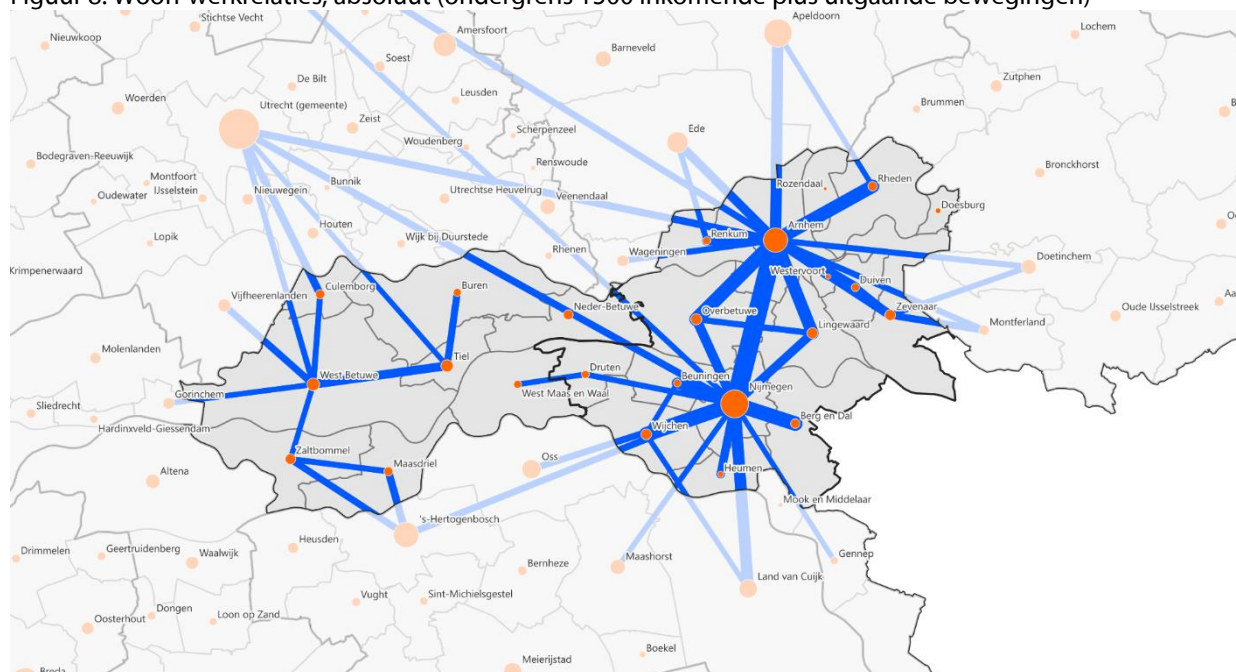 Figuur 8. Woon-werkrelaties, absoluut (ondergrens 1500 inkomende plus uitgaande bewegingen)
Stichtse Vecht
Apeldoorn
Nieuwkoop
Amersfoort
Lochem
Soest
Barneveld
De Bilt
Zutphen
Woerden
Utrecht (gemeente)
Leusden
Brummen
Zeist
Scherpenzeel
Woudenberg
Ede
Bodegraven-Reeuwijk
Renswoude
Bronckhorst
Montfoort
IJsselstein
Bunnik
Rozendaal
Rheden
Oudewater
Nieuwegein
Utrechtse Heuvelrug
Veenendaal
Doesburg
Houten
Arnhem
Lopik
Wijk bij Duurstede
Renkum
Rhenen
Wageningen
Doetinchem
Krimpenerwaard
Westervoort
Duiven
Culemborg
Buren
Vijfheerenlanden
Neder-Betuwe
Zevenaar
Oude IJsselstreek
Aa
Overbetuwe
Lingewaard
Montferland
Molenlanden
Tiel
Druten
Beuningen
West Betuwe
Nijmegen
Gorinchem
West Maas en Waal
Sliedrecht
Hardinxveld-Giessendam
Berg en Dal
Wijchen
Zaltbommel
Maasdriel
Oss
Heumen
Altena
Mook en Middelaar
's-Hertogenbosch
Heusden
Drimmelen
Geertruidenberg
Waalwijk
Gennep
Maashorst
Bernheze
Land van Cuijk
Vught
Sint-Michielsgestel
Dongen
Loon op Zand
Oosterhout
Boekel
Meierijstad
Breda